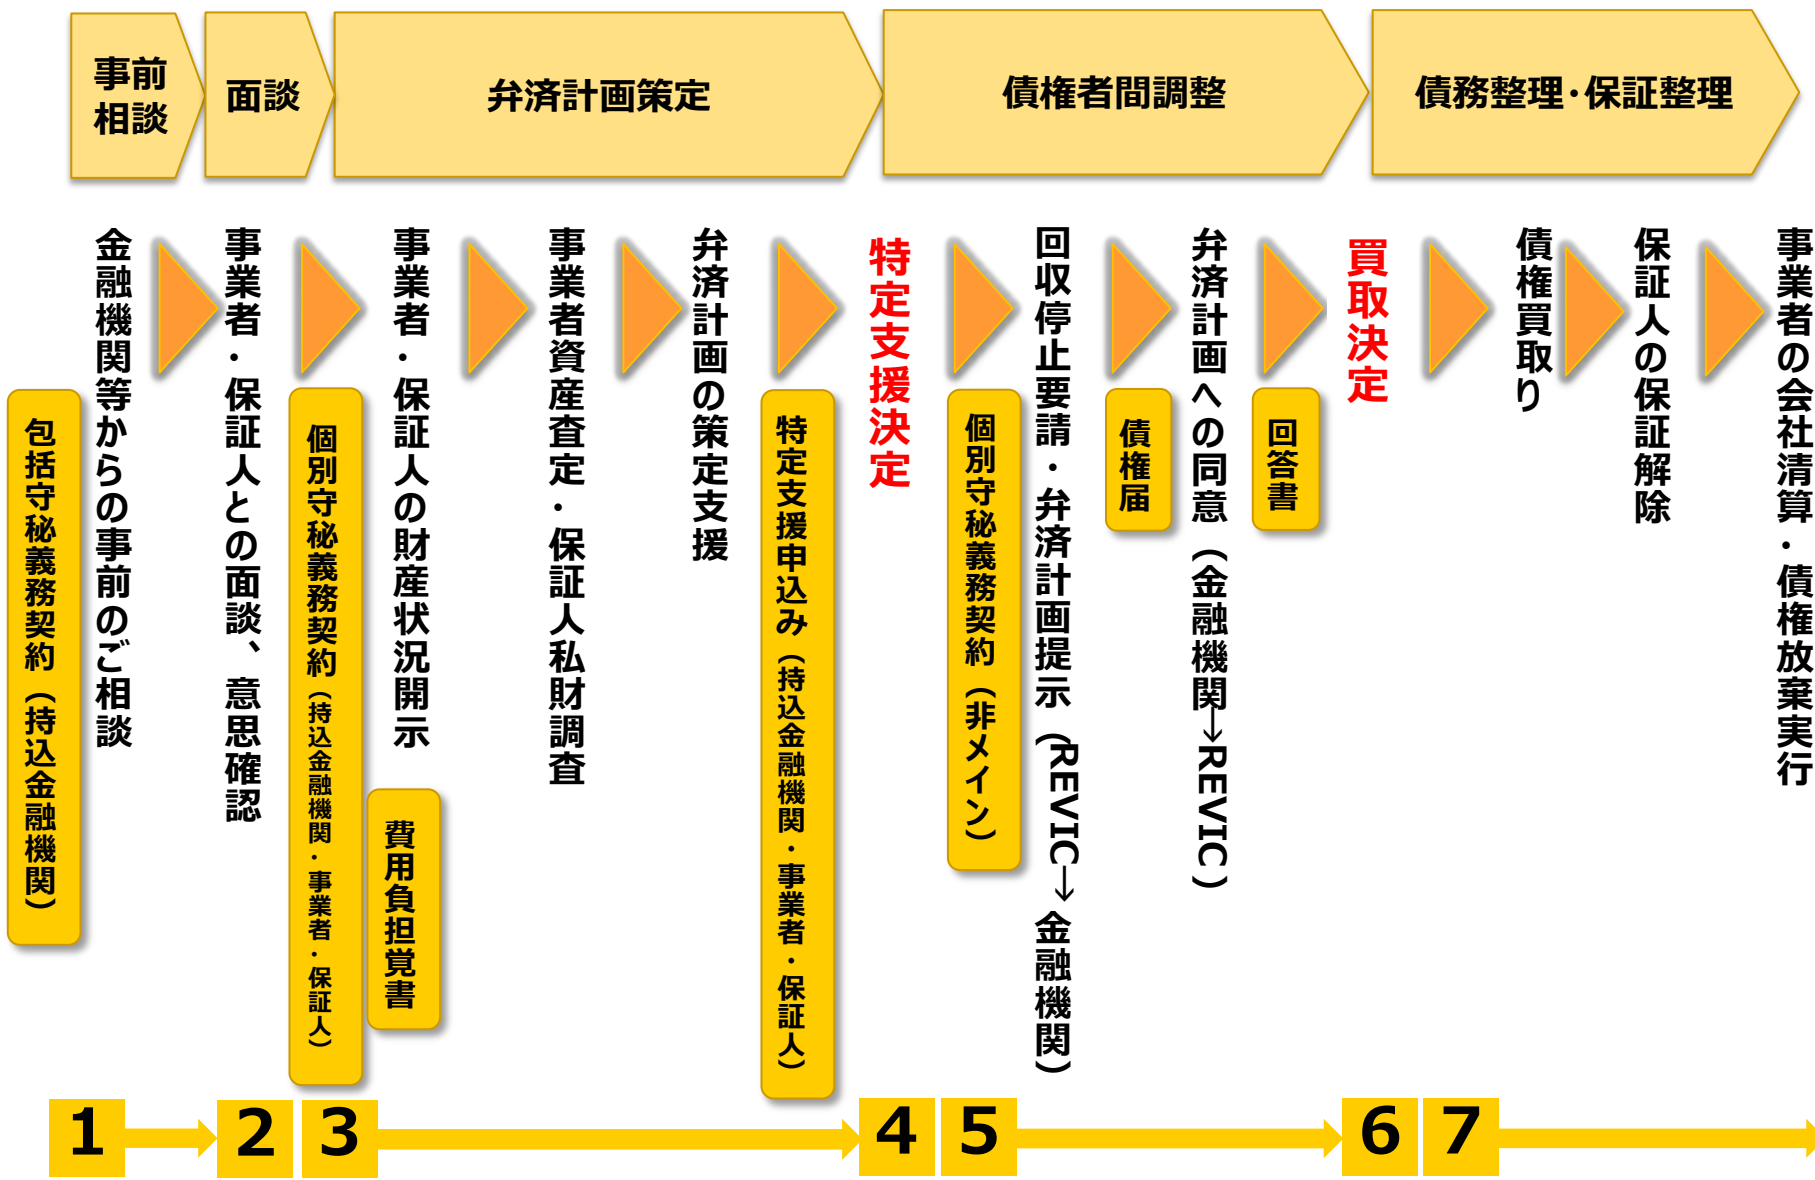 事前
相談
面談
弁済計画策定
債権者間調整
債務整理・保証整理
金融機関等からの事前のご相談
包括守秘義務契約（持込金融機関）
事業者・保証人との面談、意思確認
個別守秘義務契約（持込金融機関・事業者・保証人）
事業者・保証人の財産状況開示
費用負担覚書
事業者資産査定・保証人私財調査
弁済計画の策定支援
特定支援申込み（持込金融機関・事業者・保証人）
特定支援決定
個別守秘義務契約（非メイン）
回収停止要請・弁済計画提示（REVIC→金融機関）
債権届
弁済計画への同意（金融機関→REVIC）
回答書
買取決定
債権買取り
保証人の保証解除
事業者の会社清算・債権放棄実行
1
2
3
4
5
6
7